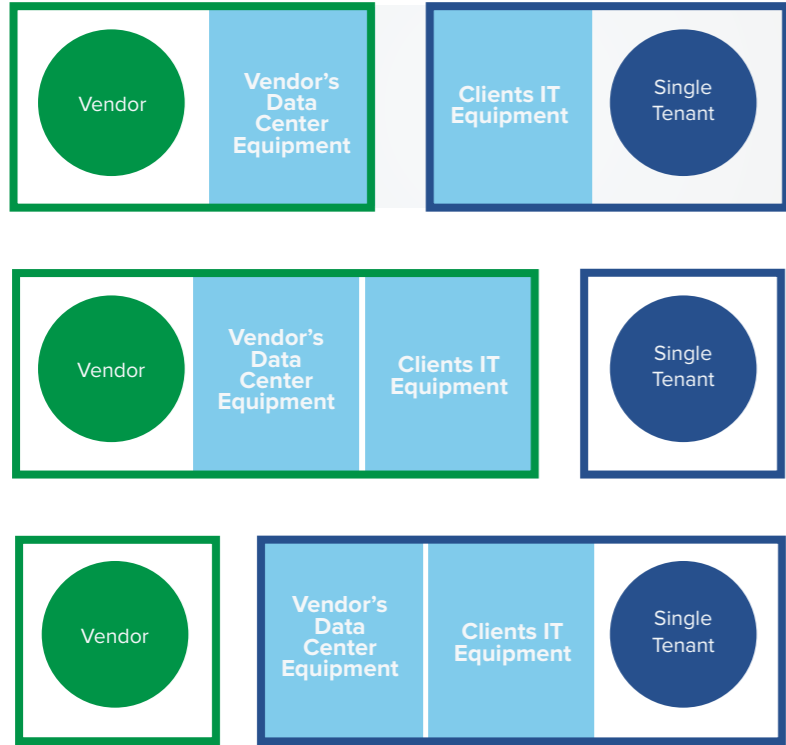 Vendor
Vendor's
Data
Center
Equipment
Clients IT
Equipment
Single
Tenant
Vendor
Vendor's
Data
Center
Equipment
Clients IT
Equipment
Single
Tenant
Vendor
Vendor's
Data
Center
Equipment
Clients IT
Equipment
Single
Tenant